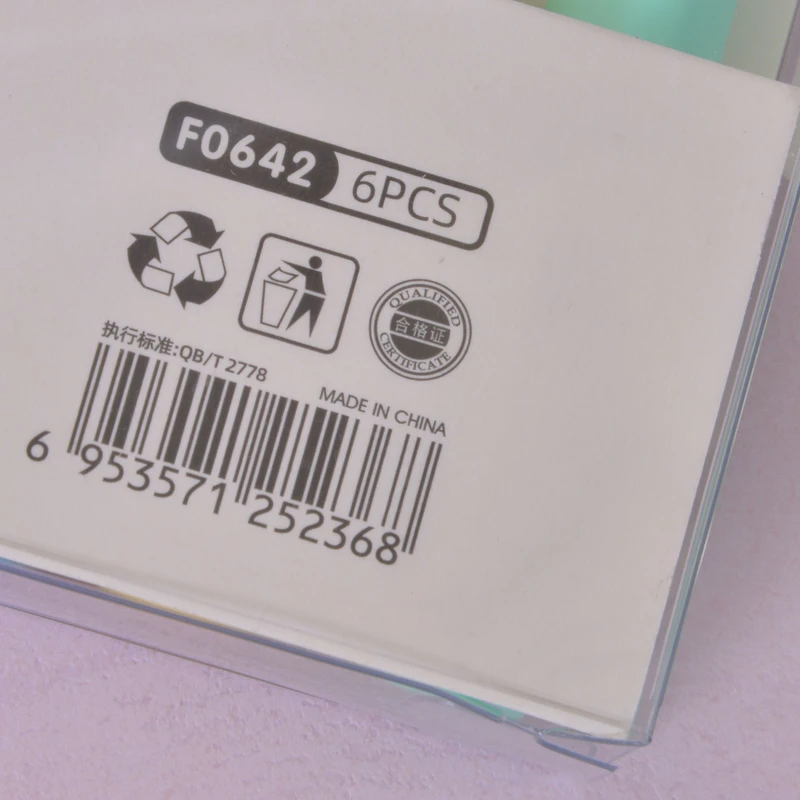 F0642 6PCS
QUALIFIED
合格证
CERTIFICATE
执行标准:QB/T 2778
MADE IN CHINA
6 953571 252368